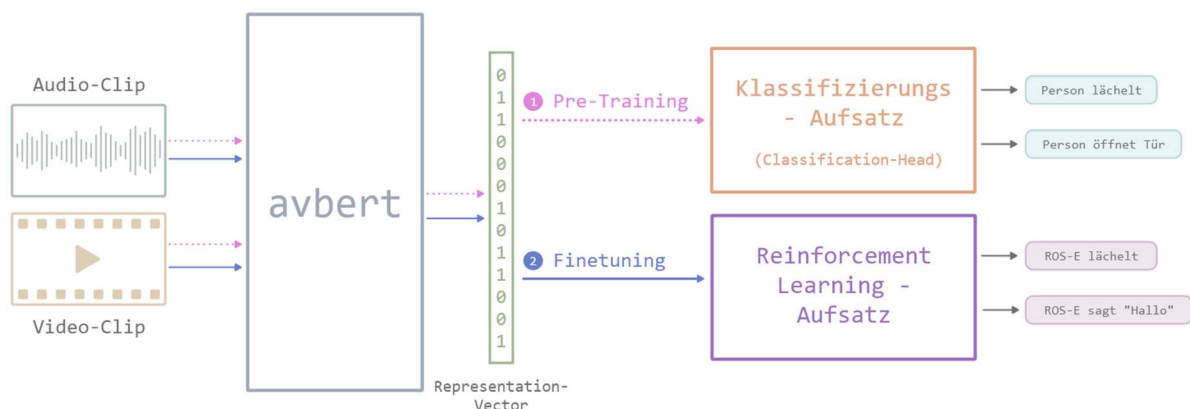 Audio-Clip
Video-Clip
avbert
0
1
1
0
0
0
1
0
1
1
0
0
1
Representation-
Vector
1 Pre-Training
2 Finetuning
Klassifizierungs
- Aufsatz
(Classification-Head)
Person lächelt
Person öffnet Tür
Reinforcement
Learning -
Aufsatz
ROS-E lächelt
ROS-E sagt "Hallo"